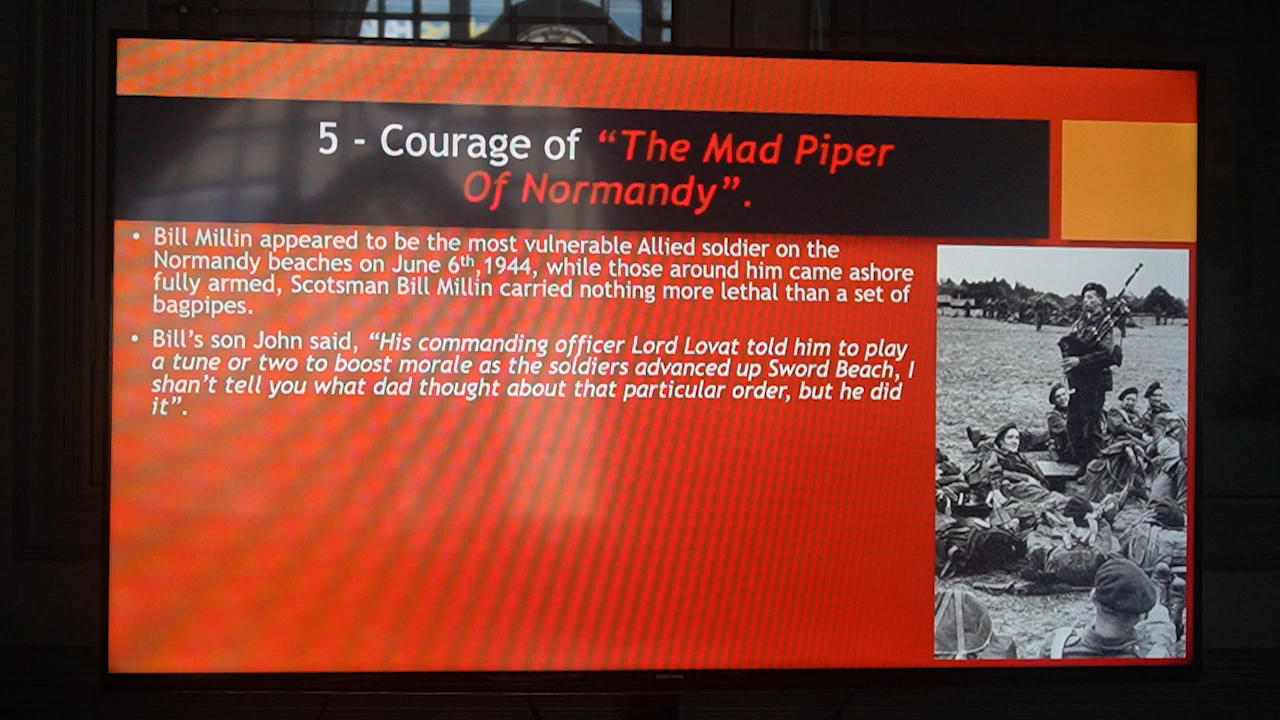 5 - Courage of “The Mad Piper
Of Normandy”.
• Bill Millin appeared to be the most vulnerable Allied soldier on the
Normandy beaches on June 6th,1944, while those around him came ashore
fully armed, Scotsman Bill Millin carried nothing more lethal than a set of
bagpipes.
• Bill’s son John said, “His commanding officer Lord Lovat told him to play
a tune or two to boost morale as the soldiers advanced up Sword Beach, I
shan’t tell you what dad thought about that particular order, but he did
it”.
SAMSUNG